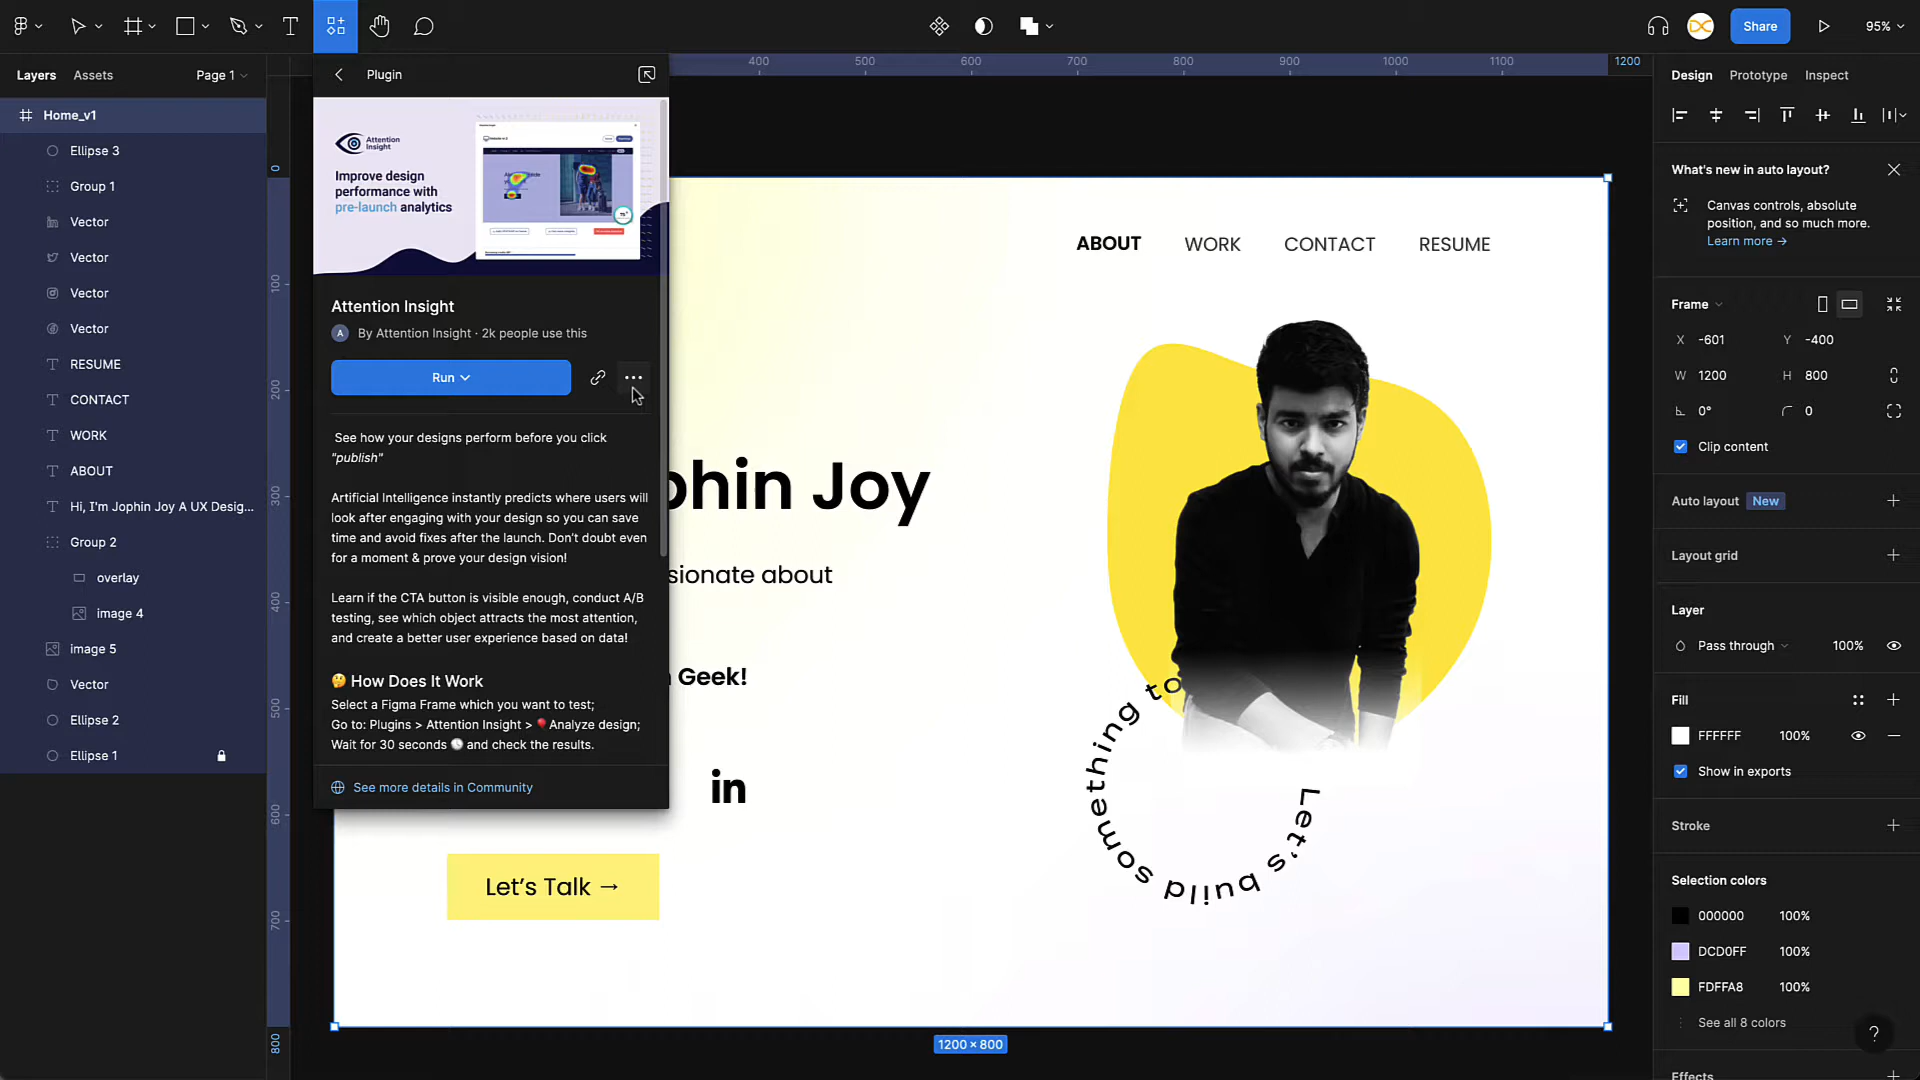 Share
95%
Layers
Assets
Page 1
Plugin
400
500
600
700
800
900
1000
1100
1200
Design
Prototype
Inspect
Home_v1
Ellipse 3
Group 1
Vector
Vector
Vector
Vector
RESUME
CONTACT
WORK
ABOUT
Hi, I'm Jophin Joy A UX Desig...
Group 2
overlay
image 4
image 5
Vector
Ellipse 2
Ellipse 1
0
100
200
300
400
500
600
700
800
Attention
Insight
Improve design
performance with
pre-launch analytics
Attention Insight
A
By Attention Insight · 2k people use this
Run
See how your designs perform before you click
"publish"
Artificial Intelligence instantly predicts where users will
look after engaging with your design so you can save
time and avoid fixes after the launch. Don't doubt even
for a moment & prove your design vision!
Learn if the CTA button is visible enough, conduct A/B
testing, see which object attracts the most attention,
and create a better user experience based on data!
🤔 How Does It Work
Select a Figma Frame which you want to test;
Go to: Plugins > Attention Insight > 🎈Analyze design;
Wait for 30 seconds 🕓 and check the results.
See more details in Community
ABOUT
WORK
CONTACT
RESUME
phin Joy
sionate about
Geek!
in
Let's Talk →
Let's build something to
1200 × 800
What's new in auto layout?
Canvas controls, absolute
position, and so much more.
Learn more →
Frame
X -601
Y -400
W 1200
H 800
0°
0
Clip content
Auto layout
New
Layout grid
Layer
Pass through
100%
Fill
FFFFFF
100%
Show in exports
Stroke
Selection colors
000000
100%
DCD0FF
100%
FDFFA8
100%
See all 8 colors
?
Effects